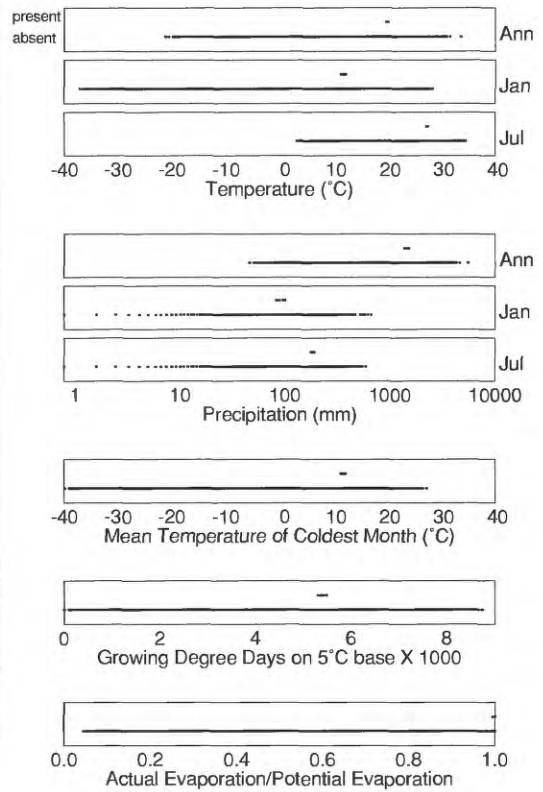 present
absent
Ann
Jan
Jul
-40 -30 -20 -10 0 10 20 30 40
Temperature (˚C)
Ann
Jan
Jul
1 10 100 1000 10000
Precipitation (mm)
-40 -30 -20 -10 0 10 20 30 40
Mean Temperature of Coldest Month (˚C)
0 2 4 6 8
Growing Degree Days on 5˚C base X 1000
0.0 0.2 0.4 0.6 0.8 1.0
Actual Evaporation/Potential Evaporation